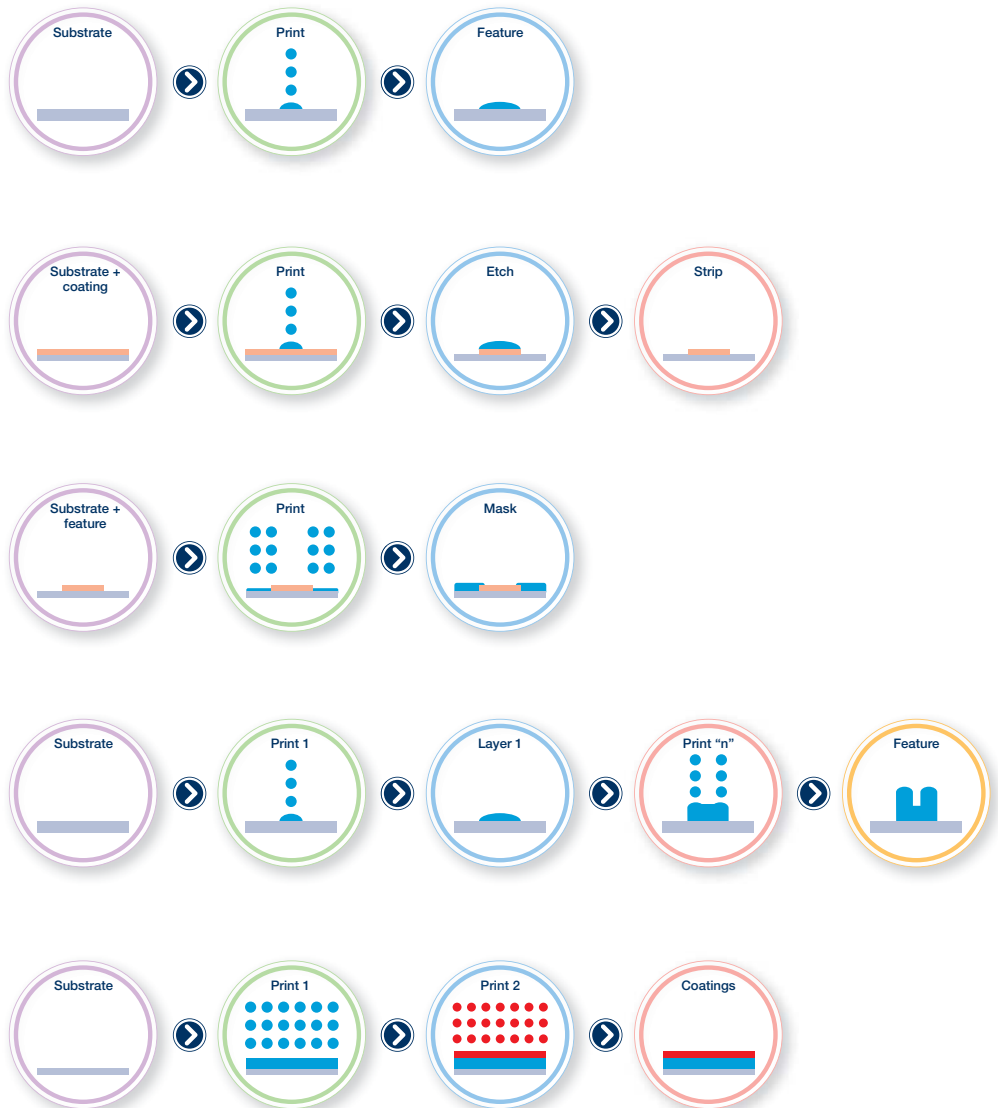 Substrate
Print
Feature
Substrate +
coating
Print
Etch
Strip
Substrate +
feature
Print
Mask
Substrate
Print 1
Layer 1
Print “n”
Feature
Substrate
Print 1
Print 2
Coatings